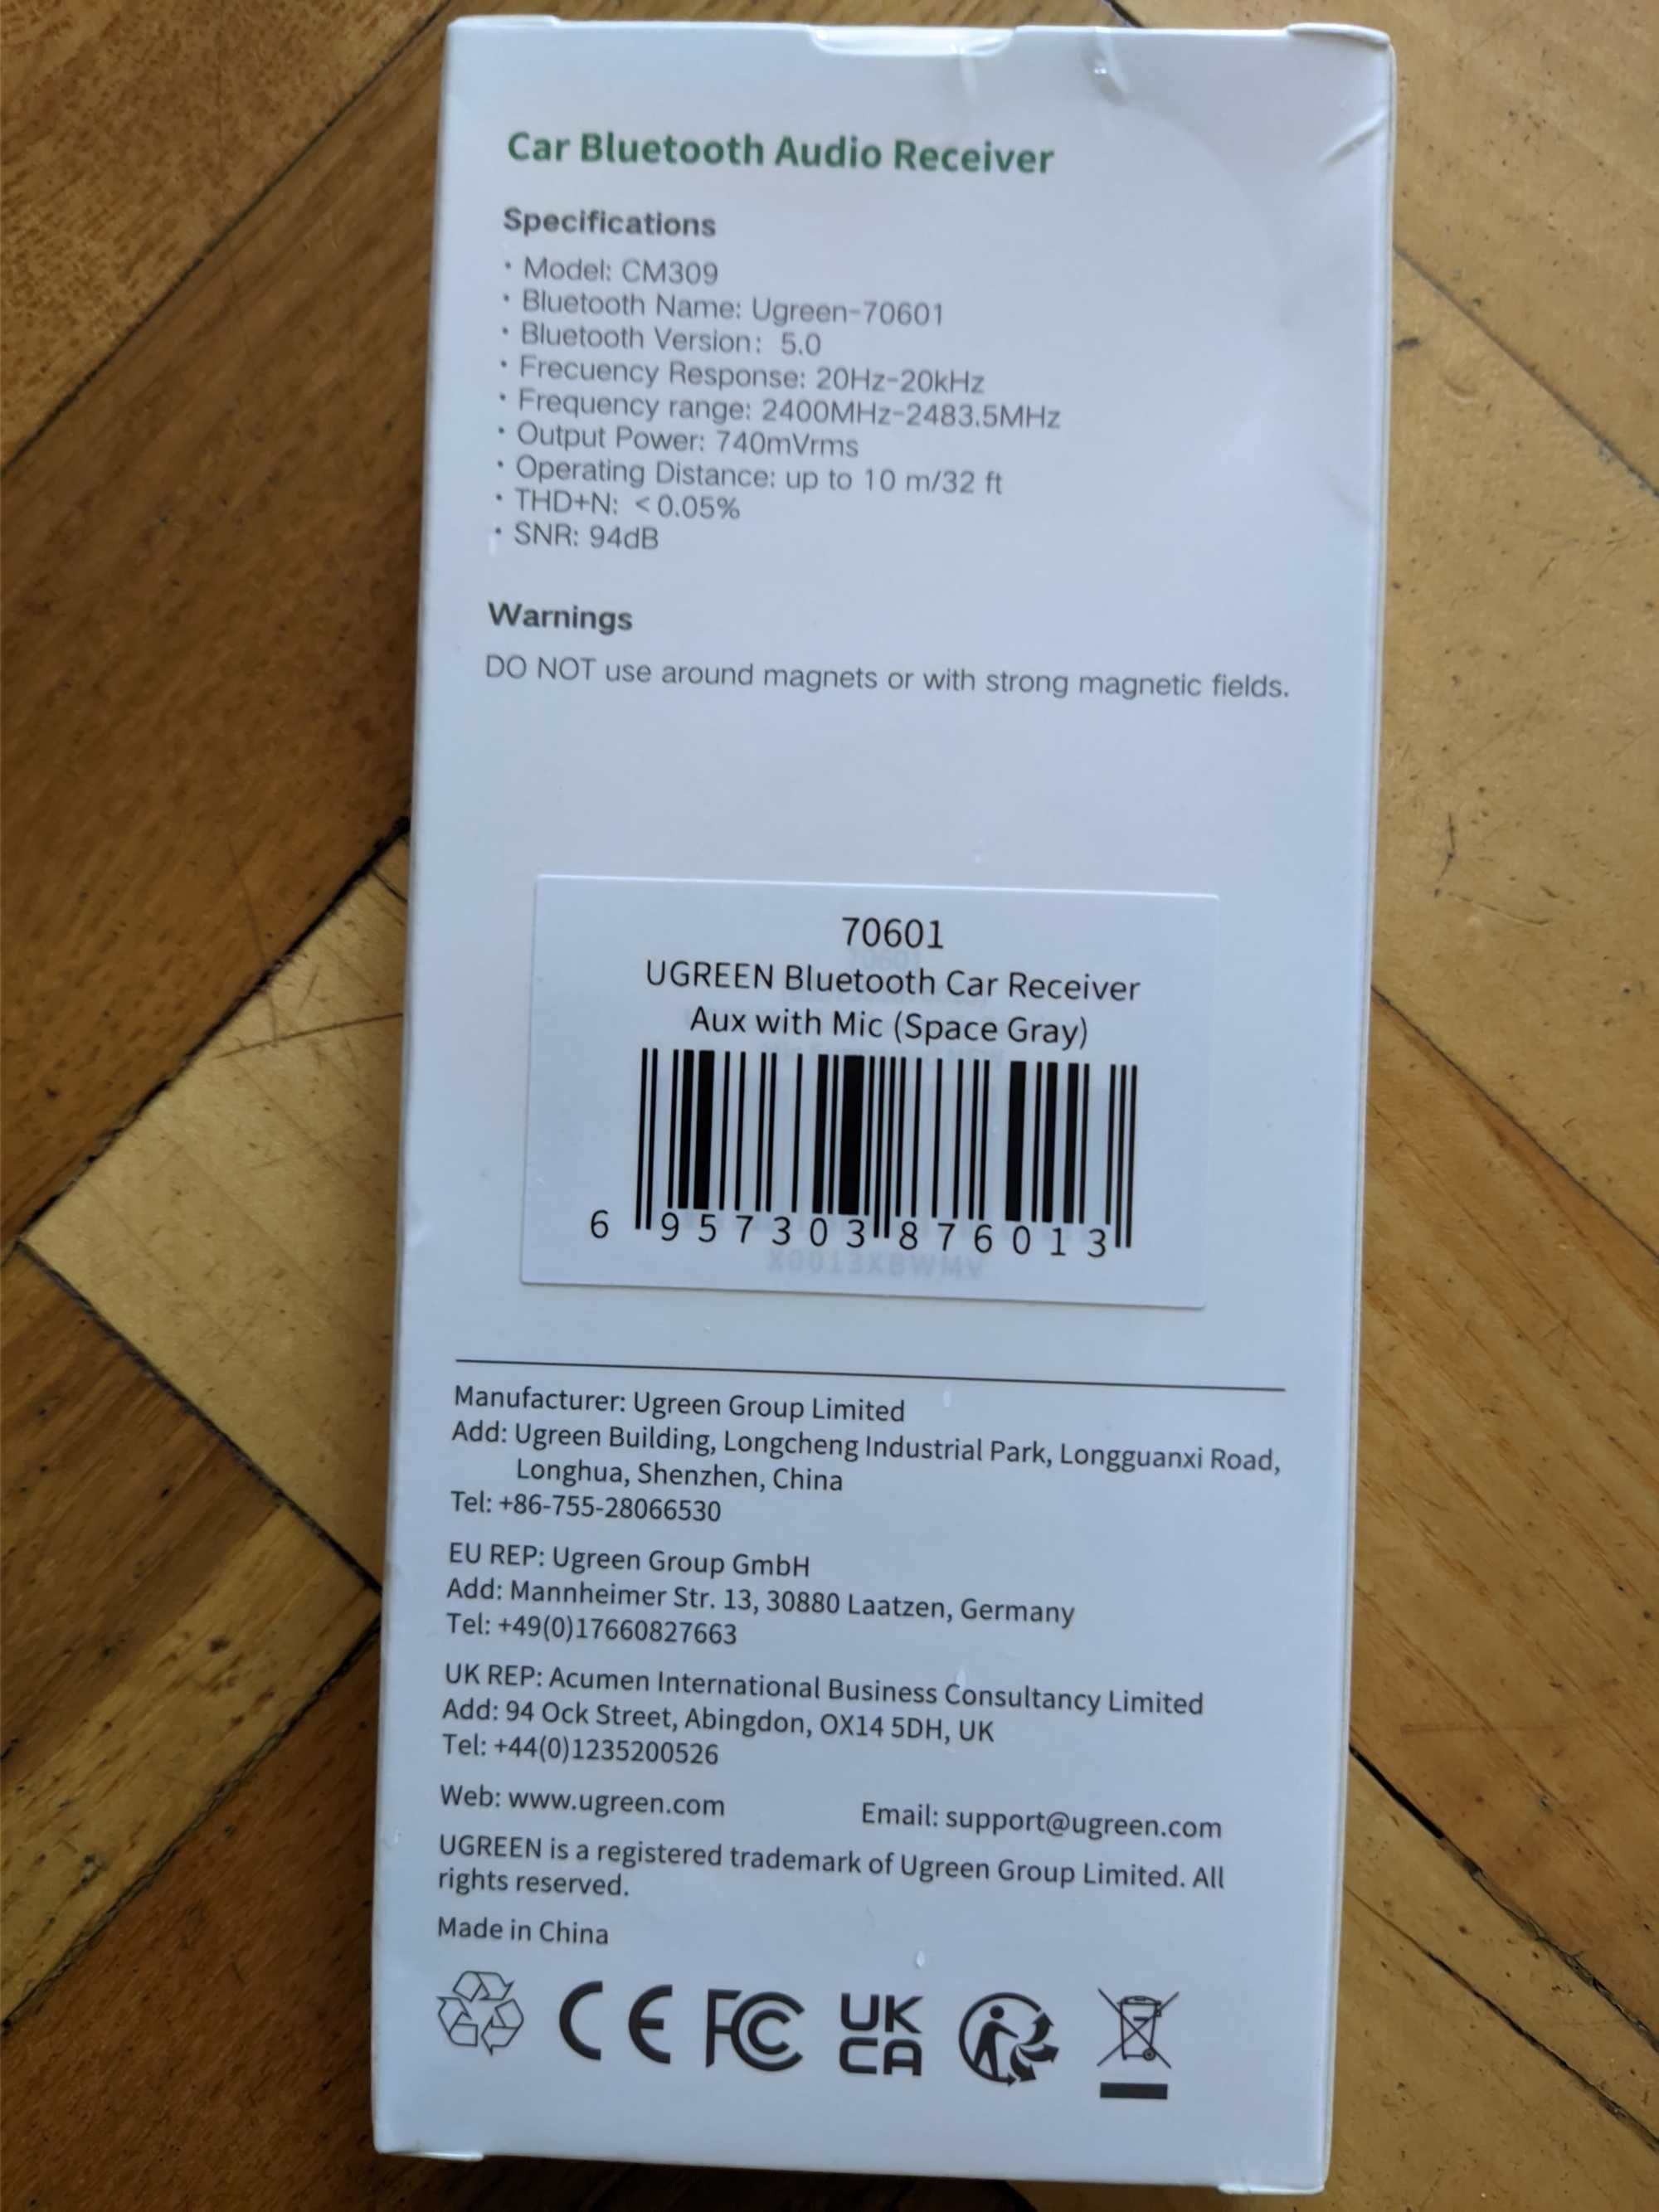 Car Bluetooth Audio Receiver
Specifications
· Model: CM309
· Bluetooth Name: Ugreen-70601
· Bluetooth Version: 5.0
· Frecuency Response: 20Hz-20kHz
· Frequency range: 2400MHz-2483.5MHz
· Output Power: 740mVrms
· Operating Distance: up to 10 m/32 ft
· THD+N: <0.05%
· SNR: 94dB
Warnings
DO NOT use around magnets or with strong magnetic fields.
70601
UGREEN Bluetooth Car Receiver
Aux with Mic (Space Gray)
6 957303 876013
X0013XBWMV
Manufacturer: Ugreen Group Limited
Add: Ugreen Building, Longcheng Industrial Park, Longguanxi Road,
Longhua, Shenzhen, China
Tel: +86-755-28066530
EU REP: Ugreen Group GmbH
Add: Mannheimer Str. 13, 30880 Laatzen, Germany
Tel: +49(0)17660827663
UK REP: Acumen International Business Consultancy Limited
Add: 94 Ock Street, Abingdon, OX14 5DH, UK
Tel: +44(0)1235200526
Web: www.ugreen.com Email: support@ugreen.com
UGREEN is a registered trademark of Ugreen Group Limited. All
rights reserved.
Made in China
CE FC UK
CA